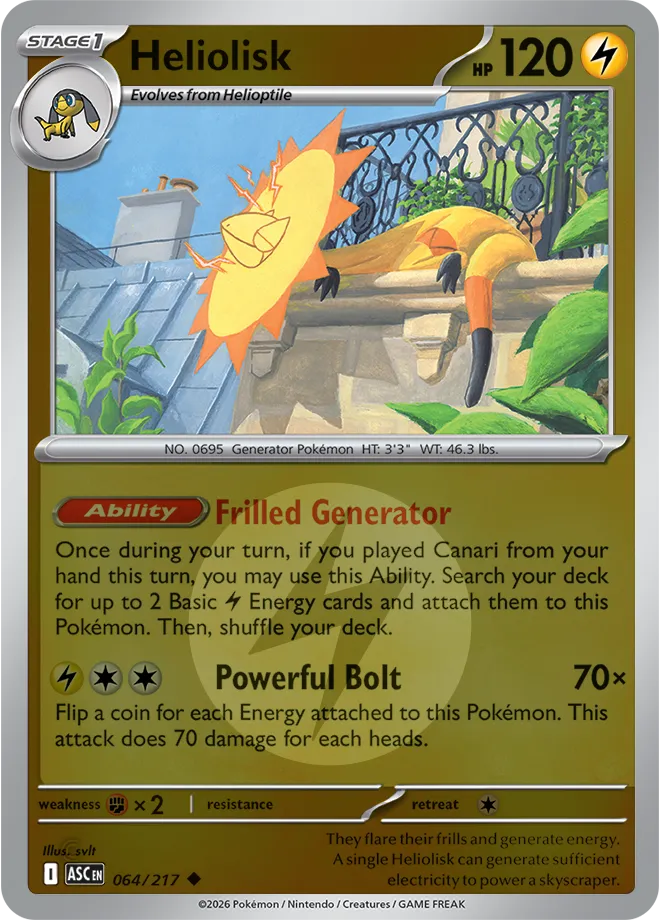 STAGE1
Heliolisk
HP 120
Evolves from Helioptile
NO. 0695 Generator Pokémon HT: 3'3" WT: 46.3 lbs.
Ability Frilled Generator
Once during your turn, if you played Canari from your
hand this turn, you may use this Ability. Search your deck
for up to 2 Basic Energy cards and attach them to this
Pokémon. Then, shuffle your deck.
Powerful Bolt 70×
Flip a coin for each Energy attached to this Pokémon. This
attack does 70 damage for each heads.
weakness ×2 resistance retreat
Illus. svlt
They flare their frills and generate energy.
A single Heliolisk can generate sufficient
electricity to power a skyscraper.
I ASC EN 064/217
©2026 Pokémon / Nintendo / Creatures / GAME FREAK